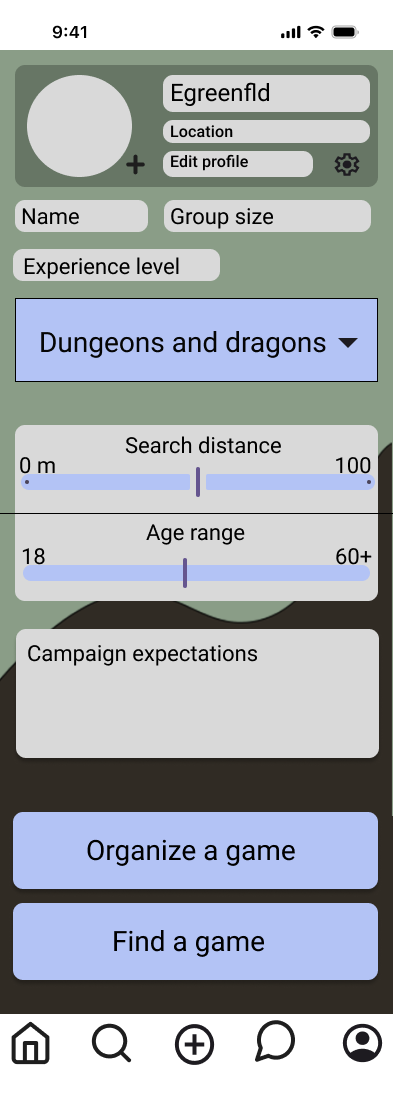 9:41
Egreenfld
Location
Edit profile
Name
Group size
Experience level
Dungeons and dragons
Search distance
0 m
100
Age range
18
60+
Campaign expectations
Organize a game
Find a game